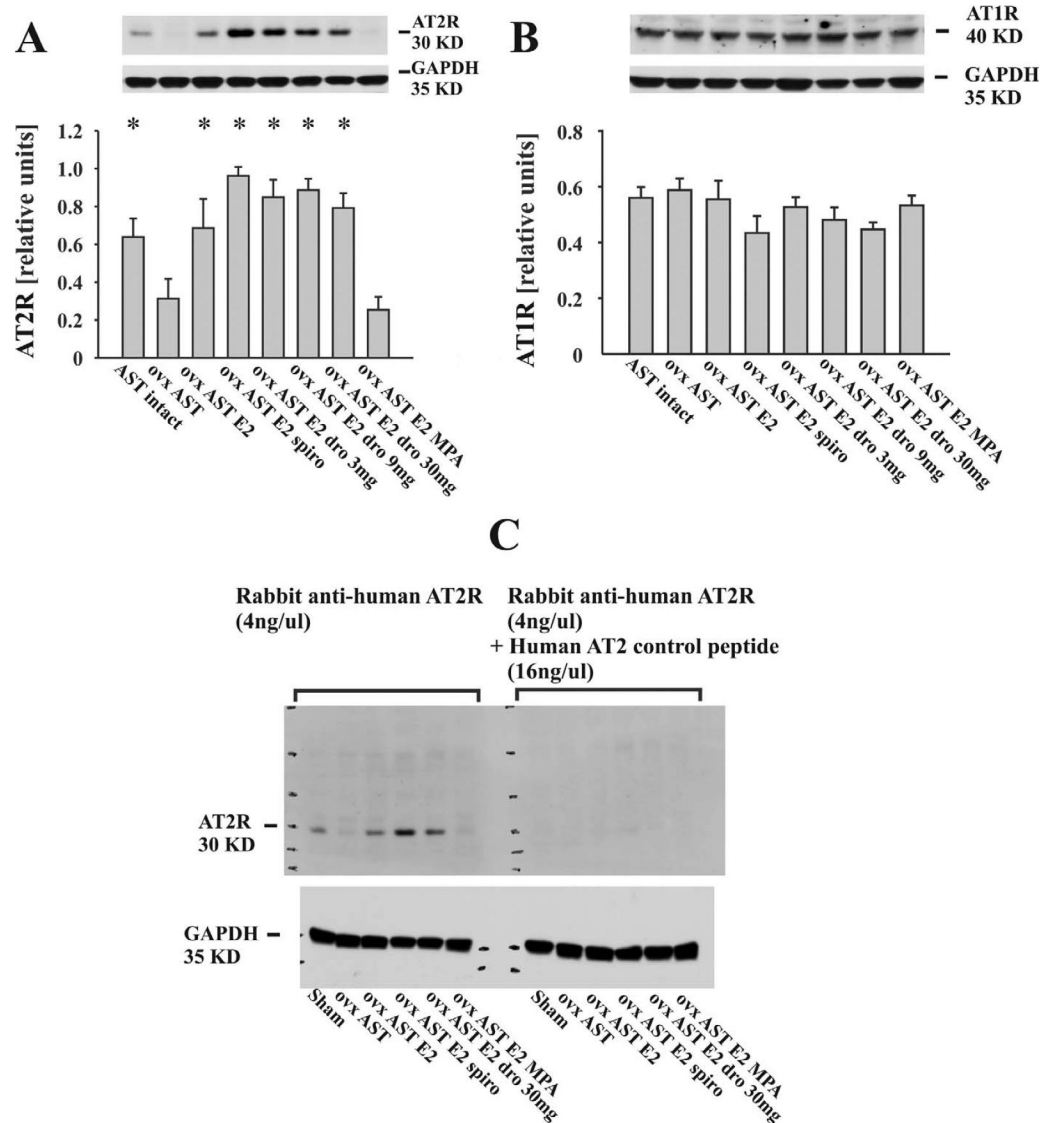 A
AT2R
30 KD
GAPDH
35 KD
* * * * * *
AT2R [relative units]
1.2
1.0
0.8
0.6
0.4
0.2
0
AST intact
ovx AST
ovx AST E2
ovx AST E2 spiro
ovx AST E2 dro 3mg
ovx AST E2 dro 9mg
ovx AST E2 dro 30mg
ovx AST E2 MPA
B
AT1R
40 KD
GAPDH
35 KD
AT1R [relative units]
0.8
0.6
0.4
0.2
0
AST intact
ovx AST
ovx AST E2
ovx AST E2 spiro
ovx AST E2 dro 3mg
ovx AST E2 dro 9mg
ovx AST E2 dro 30mg
ovx AST E2 MPA
C
Rabbit anti-human AT2R
(4ng/ul)
Rabbit anti-human AT2R
(4ng/ul)
+ Human AT2 control peptide
(16ng/ul)
AT2R
30 KD
GAPDH
35 KD
Sham
ovx AST
ovx AST E2
ovx AST E2 spiro
ovx AST E2 dro 30mg
ovx AST E2 MPA
Sham
ovx AST
ovx AST E2
ovx AST E2 spiro
ovx AST E2 dro 30mg
ovx AST E2 MPA